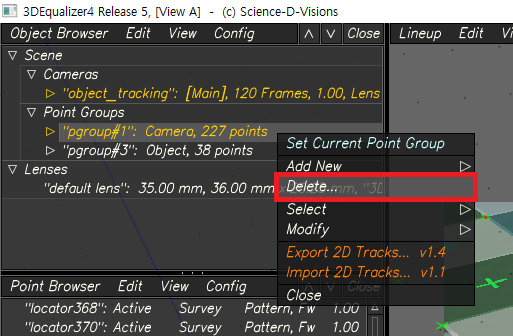 3DEqualizer4 Release 5, [View A]  -  (c) Science-D-Visions
Object Browser Edit View Config Close
Lineup Edit View
Scene
Cameras
"object_tracking": [Main], 120 Frames, 1.00, Lens
Point Groups
"pgroup#1": Camera, 227 points
"pgroup#3": Object, 38 points
Lenses
"default lens": 35.00 mm, 36.00 mm x
mm, "3D
Set Current Point Group
Add New
Delete...
Select
Modify
Export 2D Tracks... v1.4
Import 2D Tracks... v1.1
Close
Point Browser Edit View Config
"locator368": Active Survey Pattern, Fw 1.00
"locator370": Active Survey Pattern, Fw 1.00